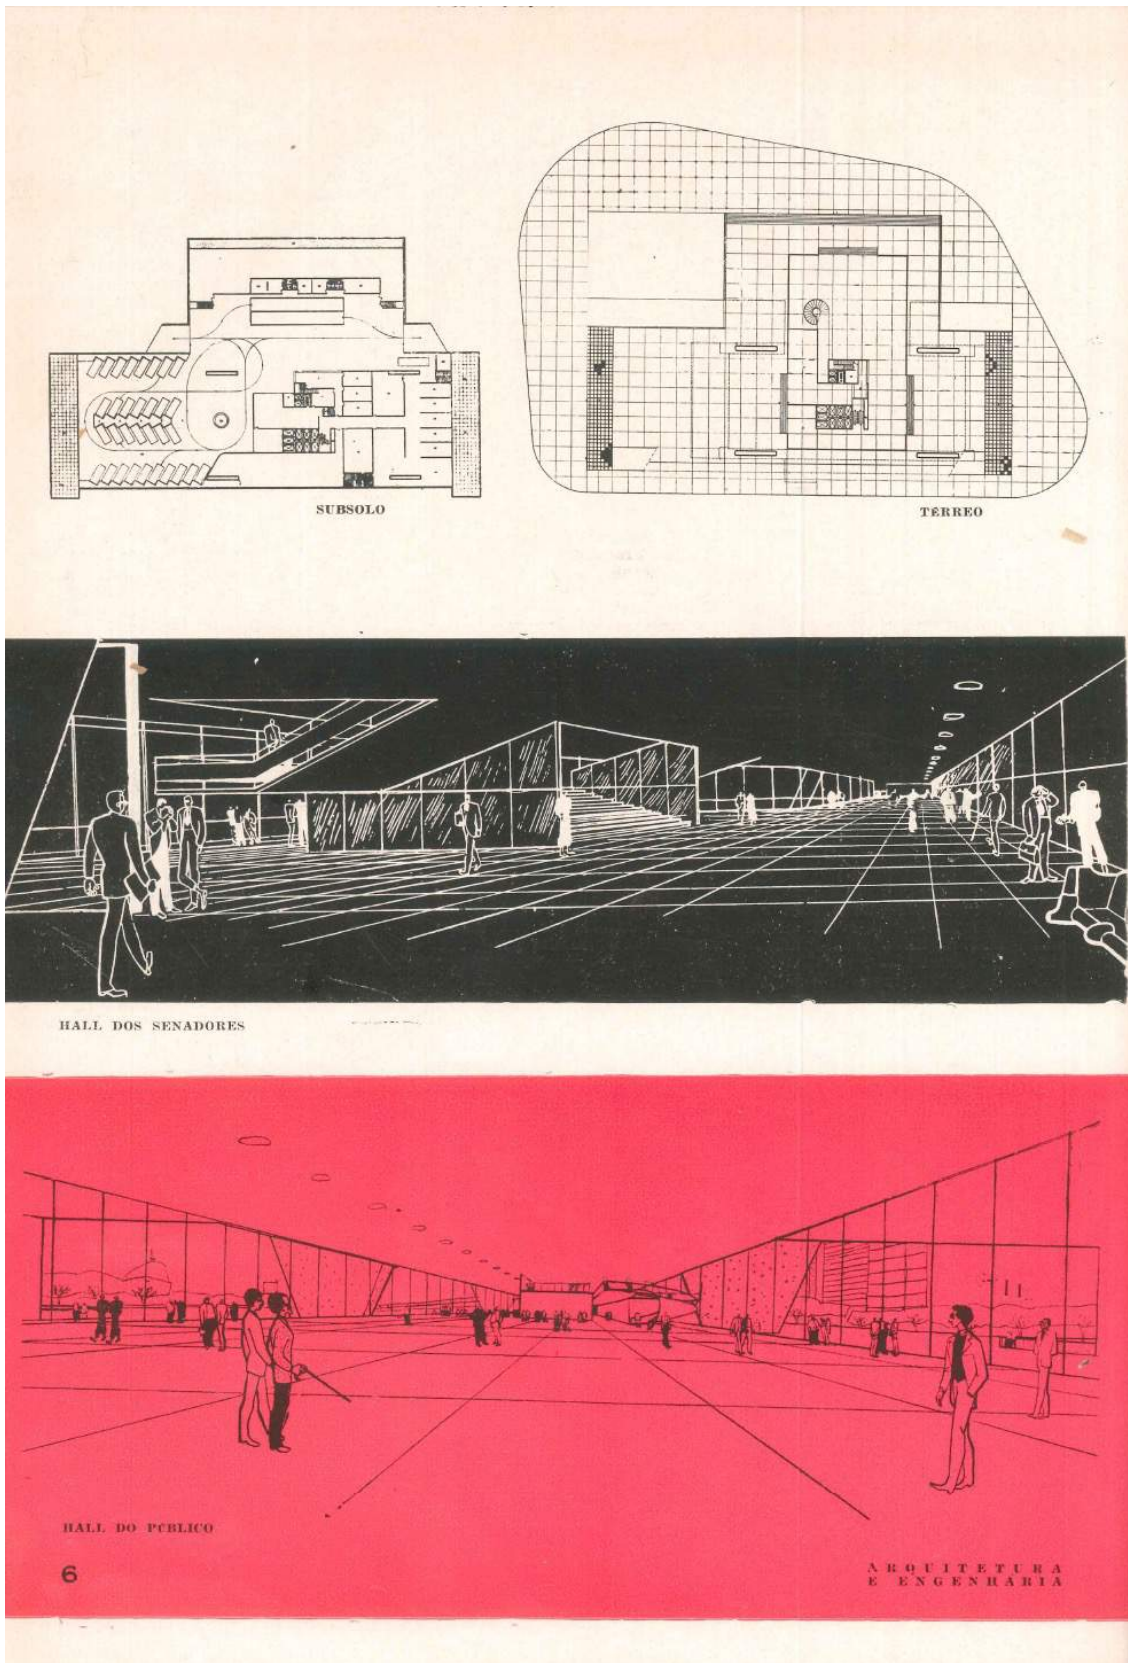 SUBSOLO
TÉRREO
HALL DOS SENADORES
HALL DO PÚBLICO
6
ARQUITETURA
E ENGENHARIA